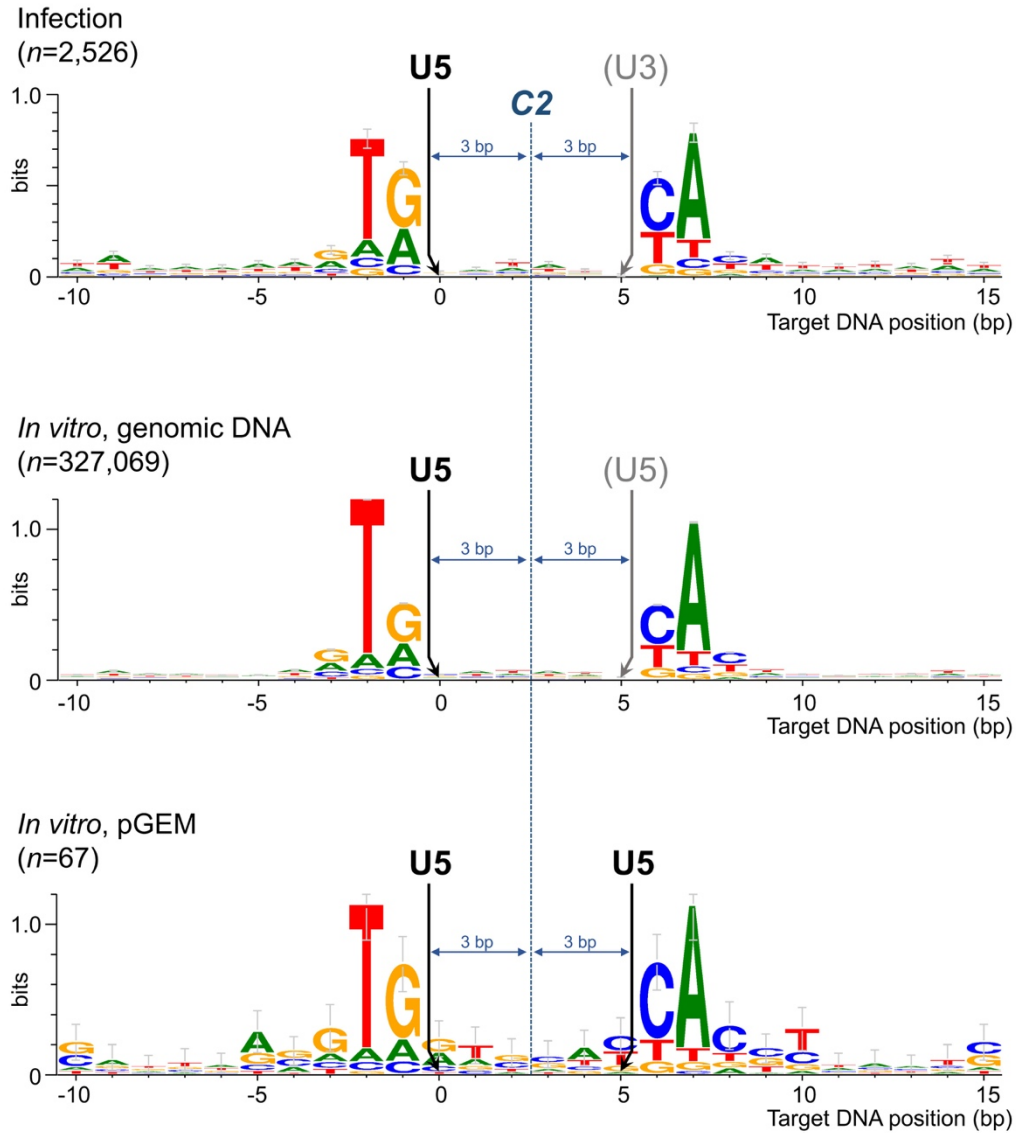 Infection
(n=2,526)
U5
(U3)
C2
1.0
bits
0
3 bp
3 bp
T G
C A
-10 -5 0 5 10 15
Target DNA position (bp)
In vitro, genomic DNA
(n=327,069)
U5
(U5)
1.0
bits
0
3 bp
3 bp
T G
C A
-10 -5 0 5 10 15
Target DNA position (bp)
In vitro, pGEM
(n=67)
U5
U5
1.0
bits
0
3 bp
3 bp
T G
C A
-10 -5 0 5 10 15
Target DNA position (bp)